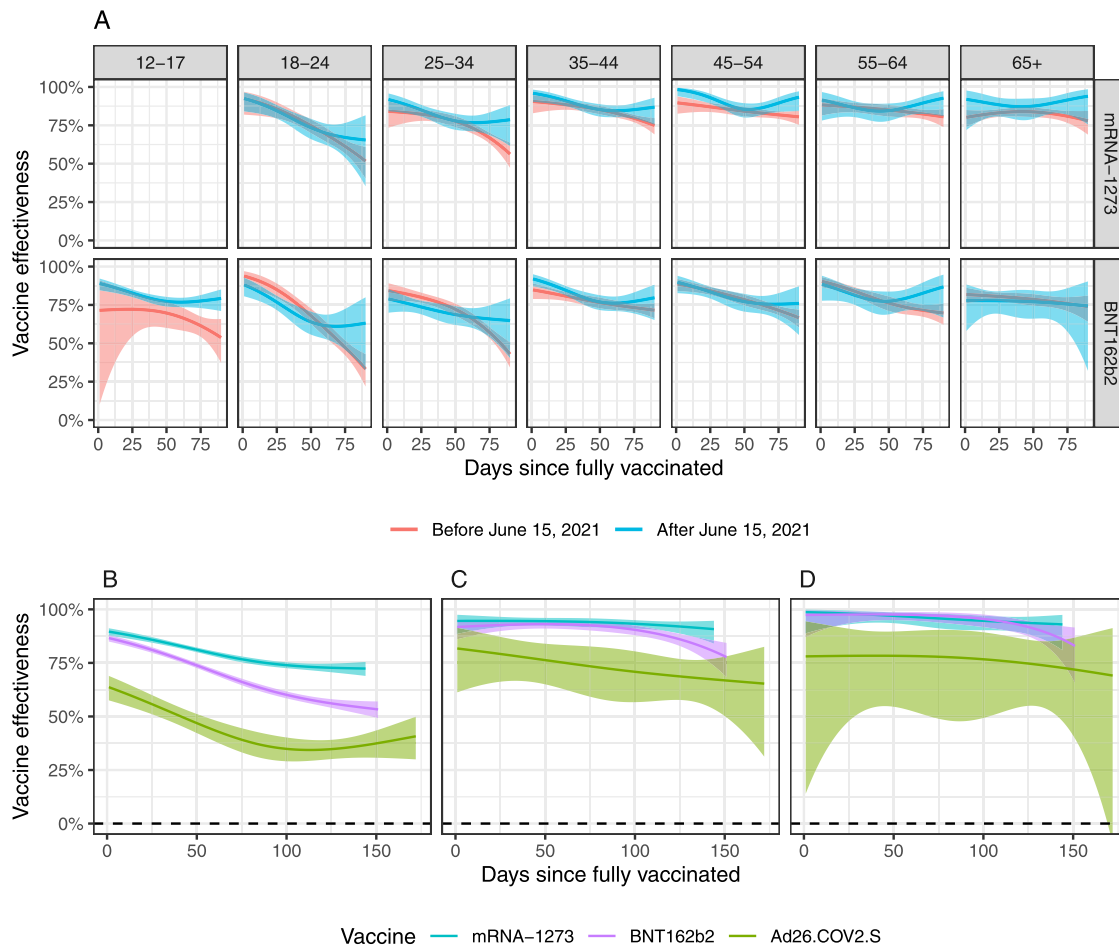 A
12−17 18−24 25−34 35−44 45−54 55−64 65+
100%
75%
50%
25%
0%
mRNA−1273
100%
75%
50%
25%
0%
BNT162b2
Vaccine effectiveness
0 25 50 75 0 25 50 75 0 25 50 75 0 25 50 75 0 25 50 75 0 25 50 75 0 25 50 75
Days since fully vaccinated
Before June 15, 2021 After June 15, 2021
B C D
100%
75%
50%
25%
0%
Vaccine effectiveness
0 50 100 150 0 50 100 150 0 50 100 150
Days since fully vaccinated
Vaccine mRNA−1273 BNT162b2 Ad26.COV2.S